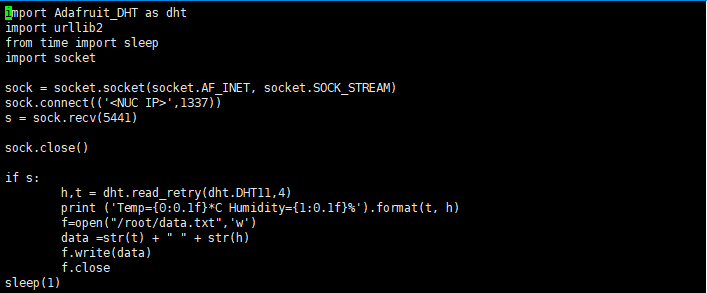 import Adafruit_DHT as dht
import urllib2
from time import sleep
import socket

sock = socket.socket(socket.AF_INET, socket.SOCK_STREAM)
sock.connect(('<NUC IP>',1337))
s = sock.recv(5441)

sock.close()

if s:
        h,t = dht.read_retry(dht.DHT11,4)
        print ('Temp={0:0.1f}*C Humidity={1:0.1f}%').format(t, h)
        f=open("/root/data.txt",'w')
        data =str(t) + " " + str(h)
        f.write(data)
        f.close
sleep(1)